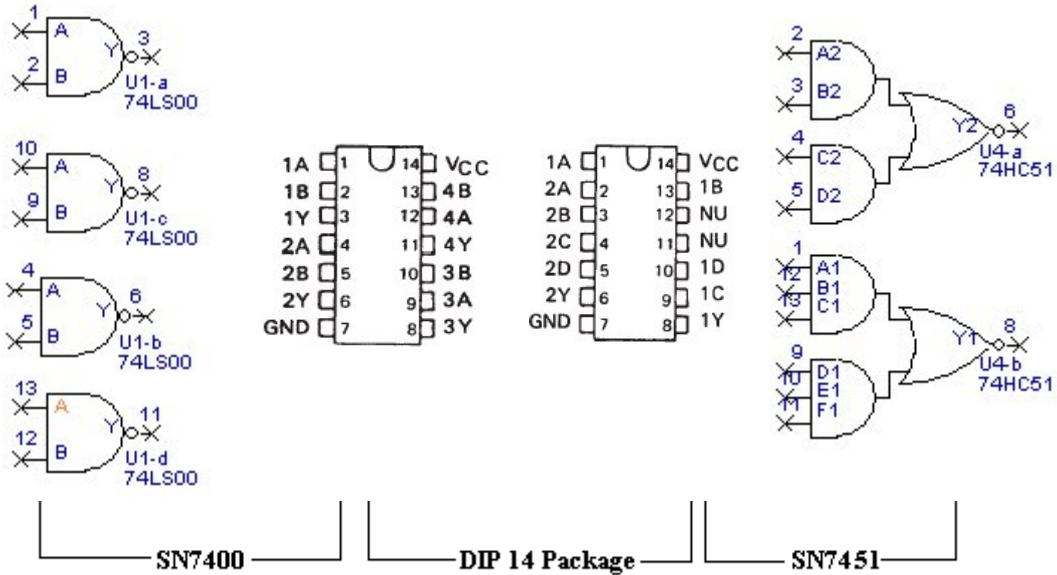 1 A Y 3
2 B U1-a
74LS00
10 A Y 8
9 B U1-c
74LS00
4 A Y 6
5 B U1-b
74LS00
13 A Y 11
12 B U1-d
74LS00
1A 1 14 VCC
1B 2 13 4B
1Y 3 12 4A
2A 4 11 4Y
2B 5 10 3B
2Y 6 9 3A
GND 7 8 3Y
1A 1 14 VCC
2A 2 13 1B
2B 3 12 NU
2C 4 11 NU
2D 5 10 1D
2Y 6 9 1C
GND 7 8 1Y
2 A2
3 B2
4 C2
5 D2
Y2 6
U4-a
74HC51
1 A1
12 B1
13 C1
9 D1
10 E1
11 F1
Y1 8
U4-b
74HC51
SN7400
DIP 14 Package
SN7451